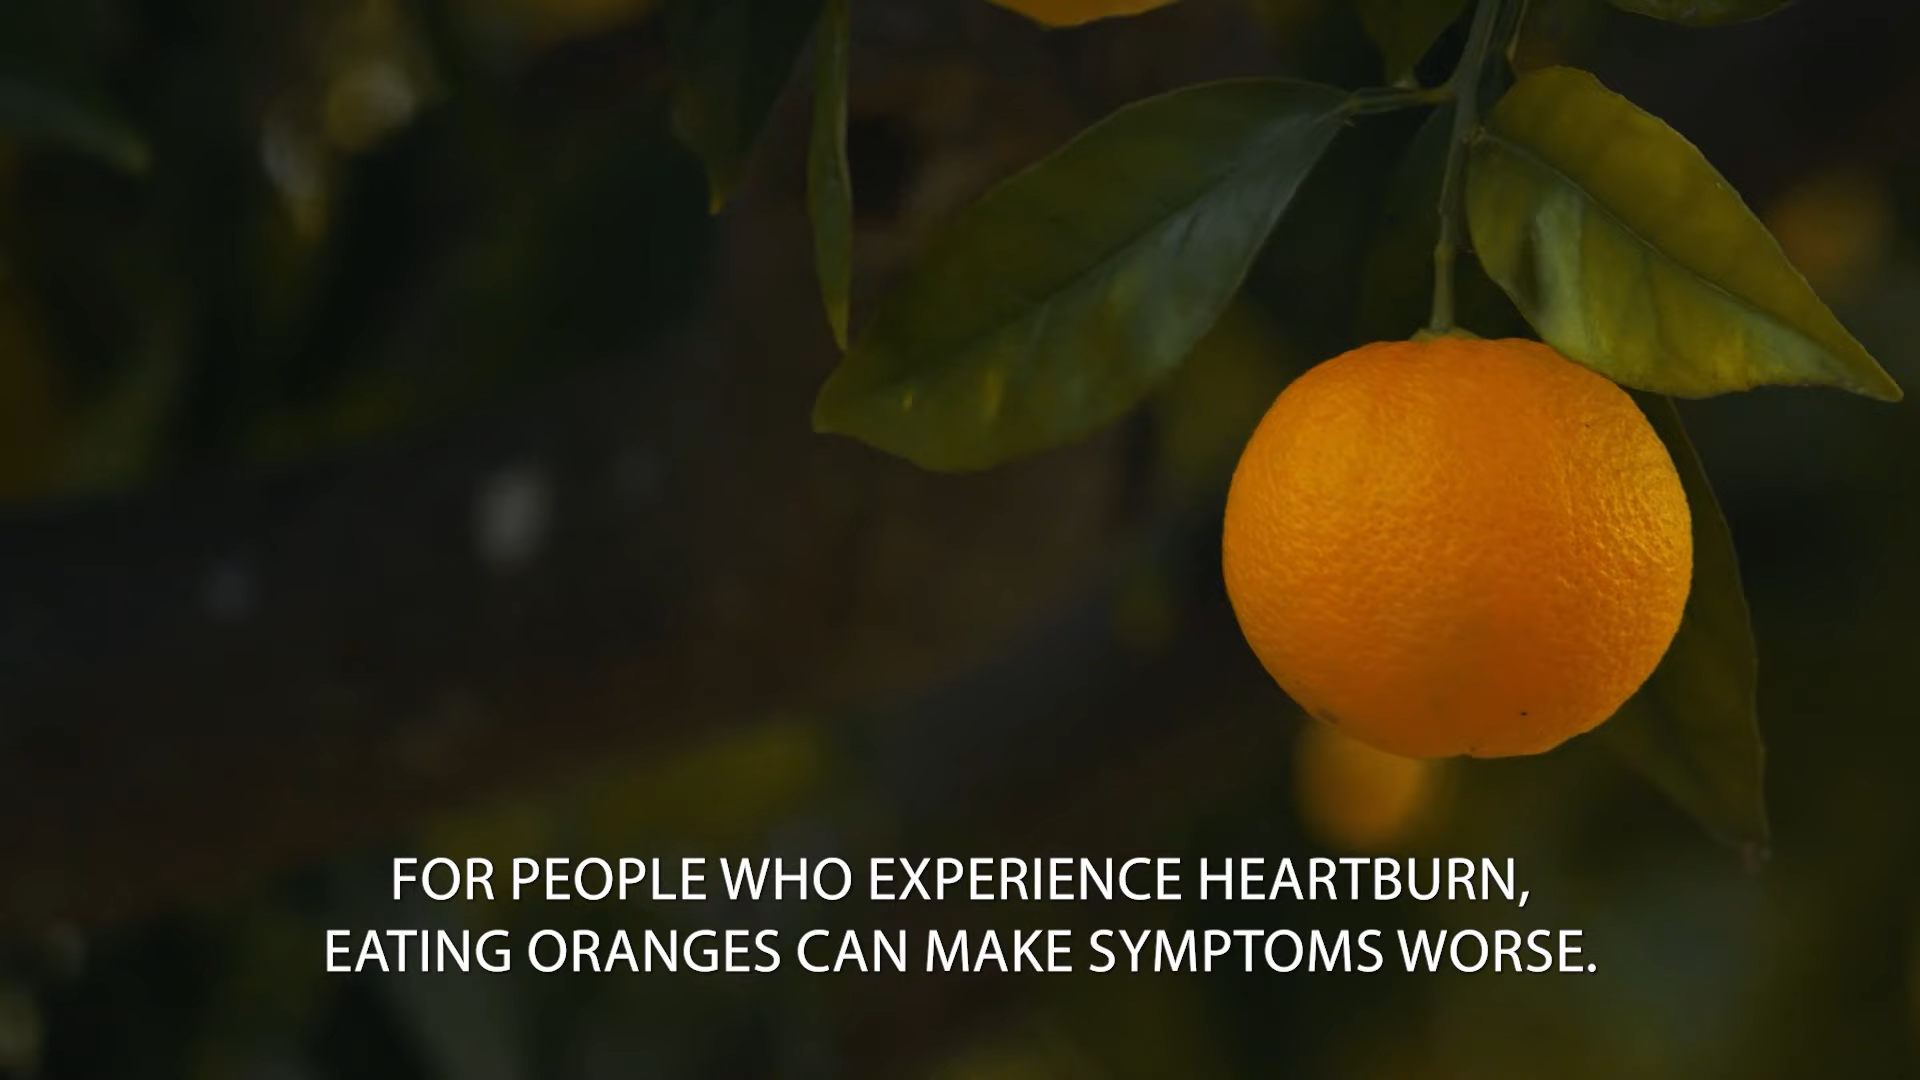 FOR PEOPLE WHO EXPERIENCE HEARTBURN,
EATING ORANGES CAN MAKE SYMPTOMS WORSE.